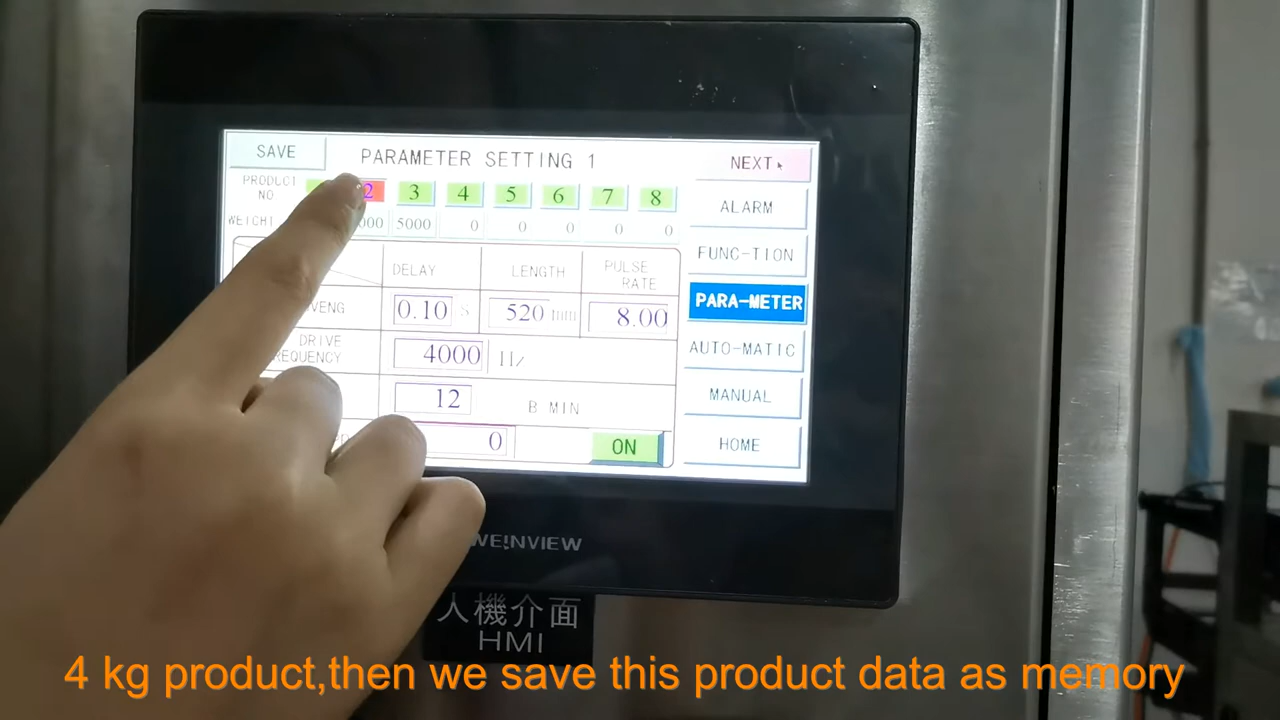 SAVE
PARAMETER SETTING 1
NEXT
PRODUCT
NO.
2 3 4 5 6 7 8
5000 0 0 0 0 0
ALARM
FUNC-TION
DELAY
LENGTH
PULSE
RATE
PARA-METER
0.10 S
520 mm
8.00
DRIVE
4000 Hz
AUTO-MATIC
12
B MIN
MANUAL
0
ON
HOME
WEINVIEW
人機介面
HMI
4 kg product,then we save this product data as memory